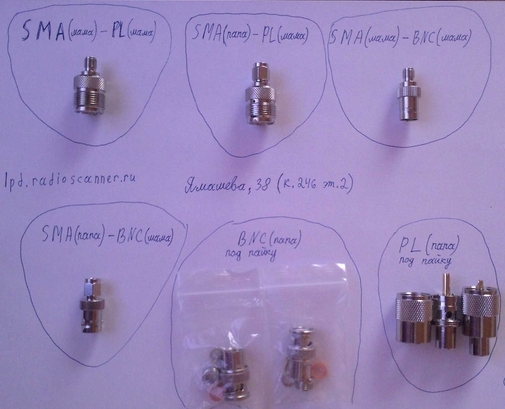 SMA(мама)-PL(мама)
SMA(папа)-PL(мама)
SMA(мама)-BNC(мама)
lpd.radioscanner.ru
Ямашева, 38 (к.246 эт.2)
SMA(папа)-BNC(мама)
BNC(папа)
под пайку
PL(папа)
под пайку